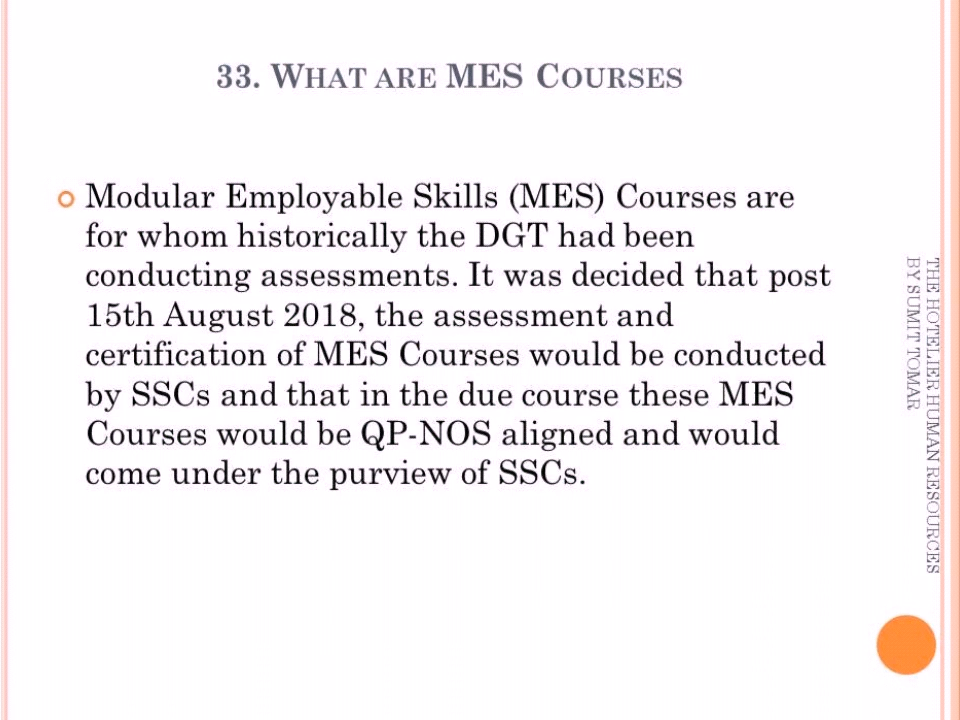 33. WHAT ARE MES COURSES
Modular Employable Skills (MES) Courses are
for whom historically the DGT had been
conducting assessments. It was decided that post
15th August 2018, the assessment and
certification of MES Courses would be conducted
by SSCs and that in the due course these MES
Courses would be QP-NOS aligned and would
come under the purview of SSCs.
THE HOTELIER HUMAN RESOURCES
BY SUMIT TOMAR